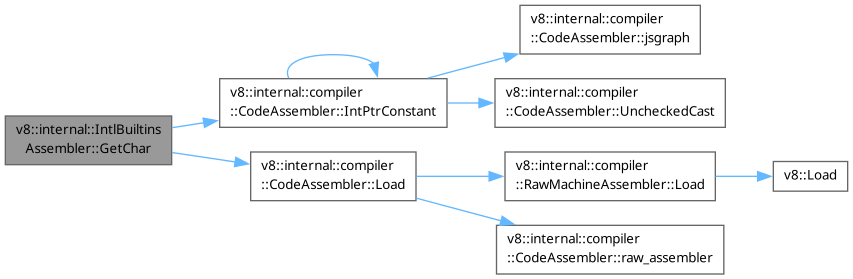 v8::internal::IntlBuiltins
Assembler::GetChar
v8::internal::compiler
::CodeAssembler::IntPtrConstant
v8::internal::compiler
::CodeAssembler::jsgraph
v8::internal::compiler
::CodeAssembler::UncheckedCast
v8::internal::compiler
::CodeAssembler::Load
v8::internal::compiler
::RawMachineAssembler::Load
v8::Load
v8::internal::compiler
::CodeAssembler::raw_assembler